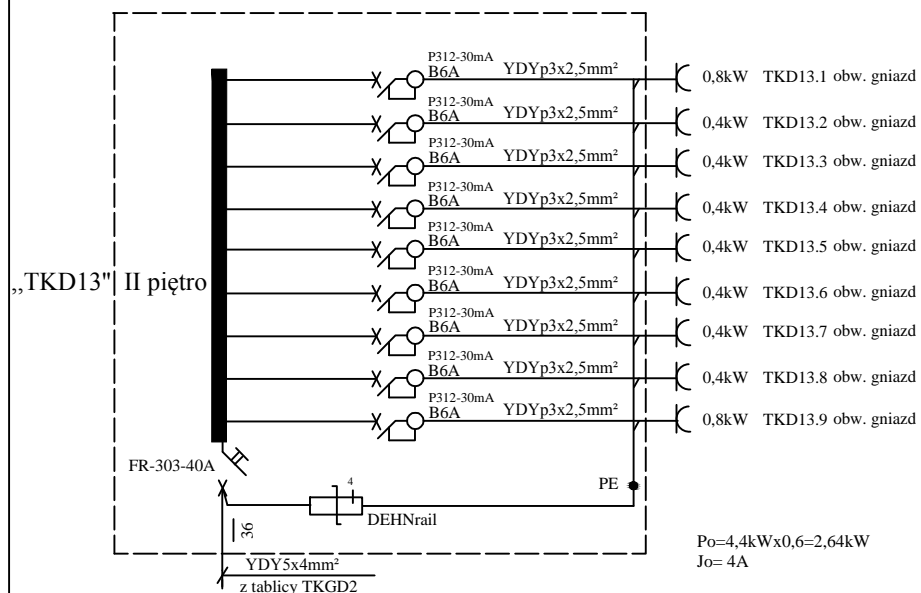 P312-30mA
B6A YDYp3x2,5mm² 0,8kW TKD13.1 obw. gniazd
P312-30mA
B6A YDYp3x2,5mm² 0,4kW TKD13.2 obw. gniazd
P312-30mA
B6A YDYp3x2,5mm² 0,4kW TKD13.3 obw. gniazd
P312-30mA
B6A YDYp3x2,5mm² 0,4kW TKD13.4 obw. gniazd
P312-30mA
B6A YDYp3x2,5mm² 0,4kW TKD13.5 obw. gniazd
,,TKD13" II piętro
P312-30mA
B6A YDYp3x2,5mm² 0,4kW TKD13.6 obw. gniazd
P312-30mA
B6A YDYp3x2,5mm² 0,4kW TKD13.7 obw. gniazd
P312-30mA
B6A YDYp3x2,5mm² 0,4kW TKD13.8 obw. gniazd
P312-30mA
B6A YDYp3x2,5mm² 0,8kW TKD13.9 obw. gniazd
FR-303-40A
4
PE
DEHNrail
36
Po=4,4kWx0,6=2,64kW
Jo= 4A
YDY5x4mm²
z tablicy TKGD2